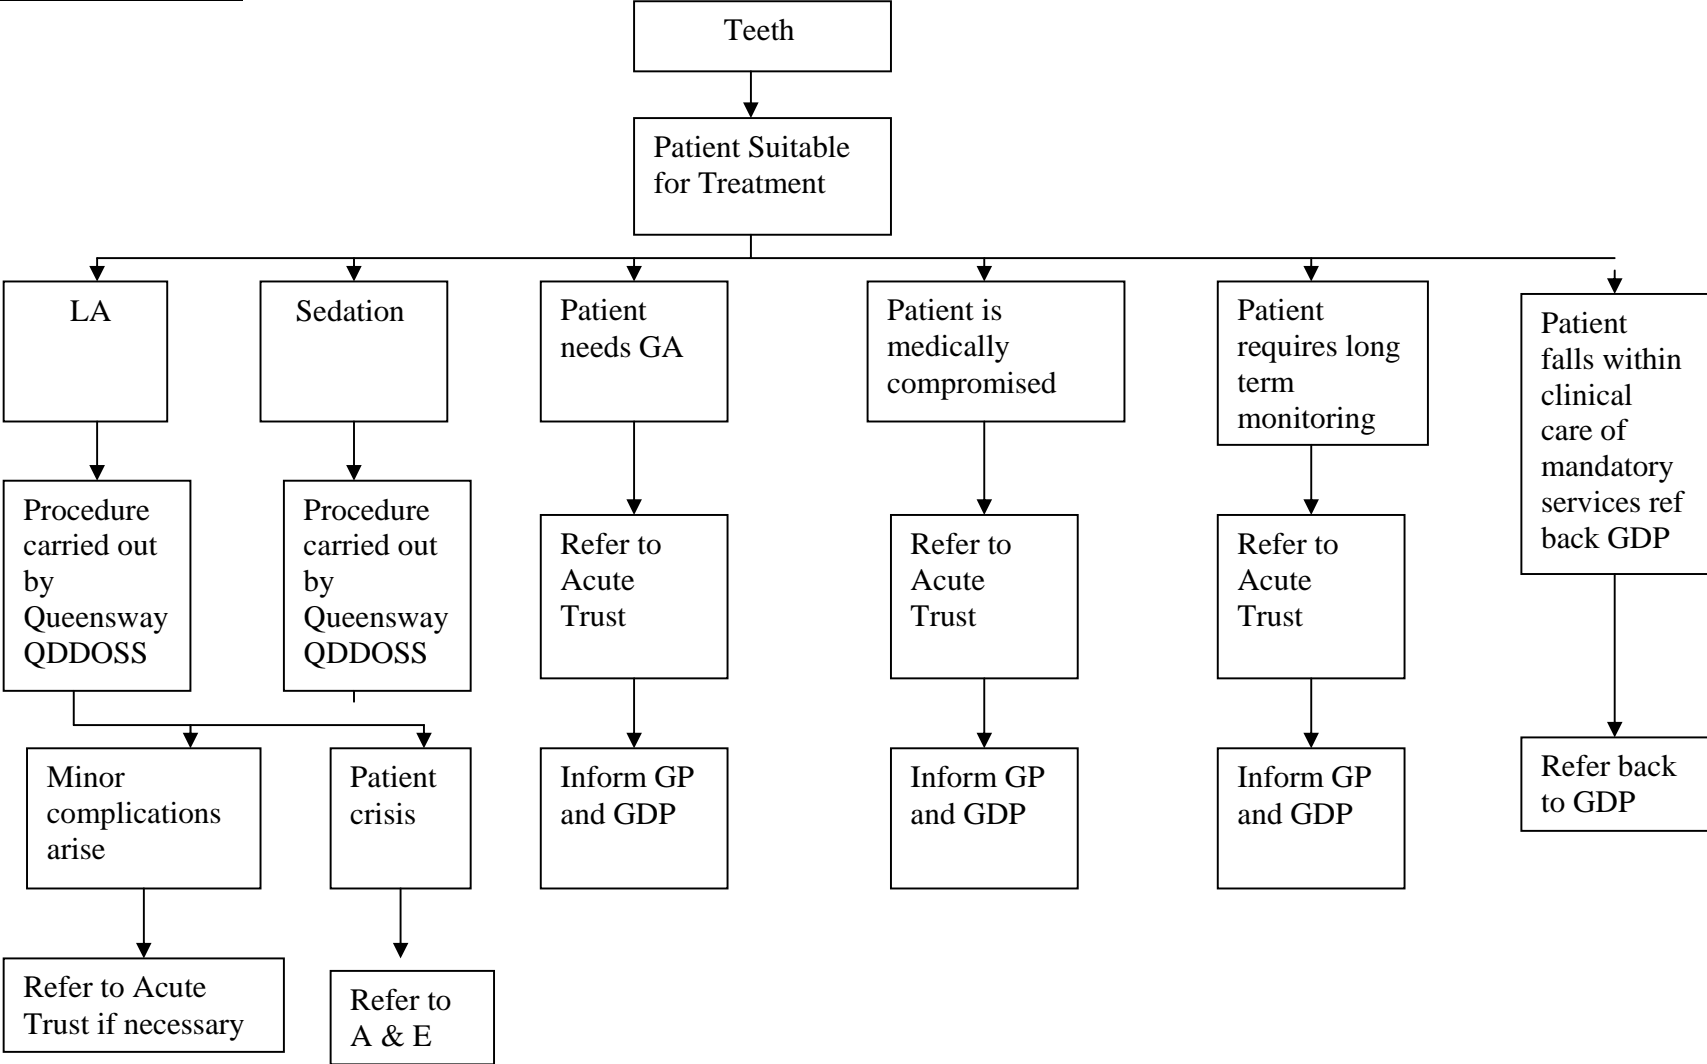 Teeth
Patient Suitable
for Treatment
LA
Sedation
Patient
needs GA
Patient is
medically
compromised
Patient
requires long
term
monitoring
Patient
falls within
clinical
care of
mandatory
services ref
back GDP
Procedure
carried out
by
Queensway
QDDOSS
Procedure
carried out
by
Queensway
QDDOSS
Refer to
Acute
Trust
Refer to
Acute
Trust
Refer to
Acute
Trust
Minor
complications
arise
Patient
crisis
Inform GP
and GDP
Inform GP
and GDP
Inform GP
and GDP
Refer back
to GDP
Refer to Acute
Trust if necessary
Refer to
A & E